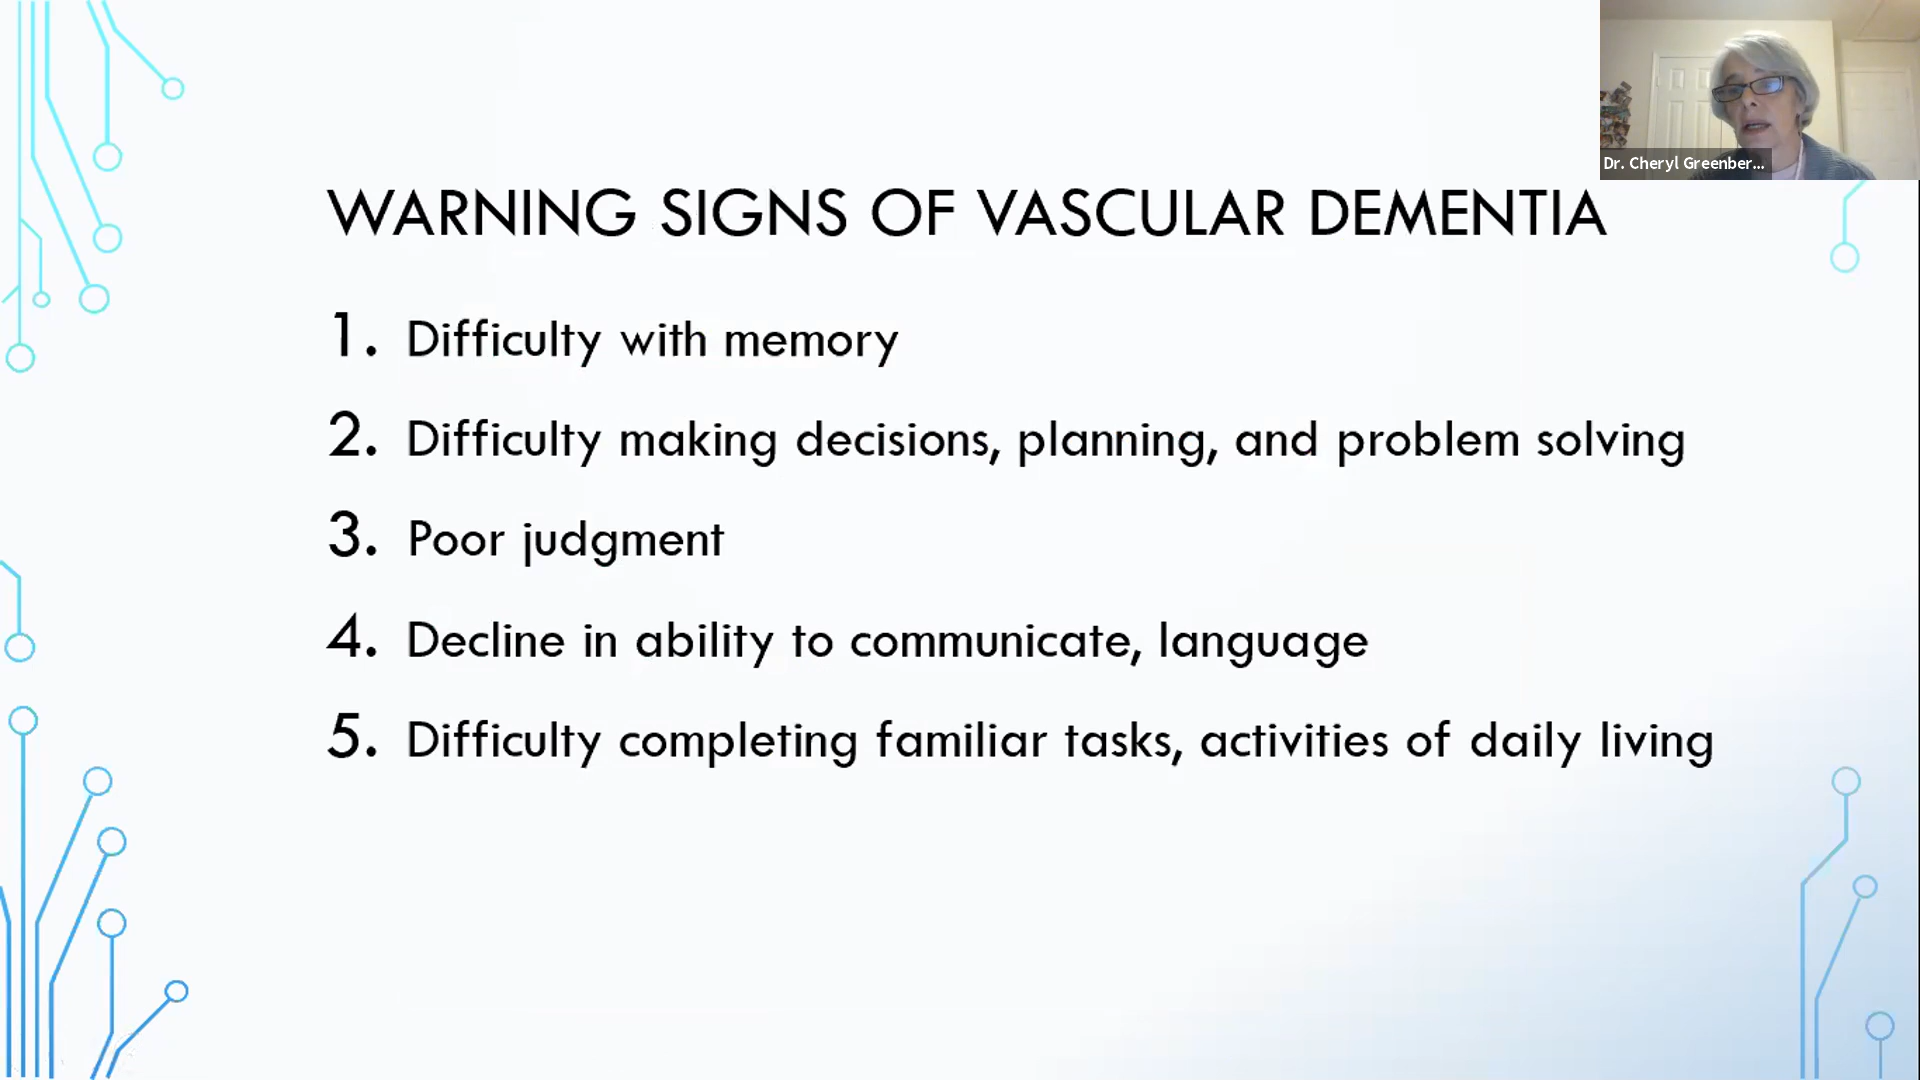 Dr. Cheryl Greenber...
WARNING SIGNS OF VASCULAR DEMENTIA
1. Difficulty with memory
2. Difficulty making decisions, planning, and problem solving
3. Poor judgment
4. Decline in ability to communicate, language
5. Difficulty completing familiar tasks, activities of daily living